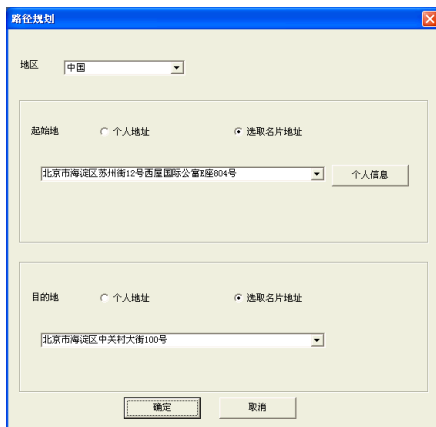 路径规划
地区 中国
起始地 个人地址 选取名片地址
北京市海淀区苏州街12号西屋国际公寓E座804号 个人信息
目的地 个人地址 选取名片地址
北京市海淀区中关村大街100号
确定 取消